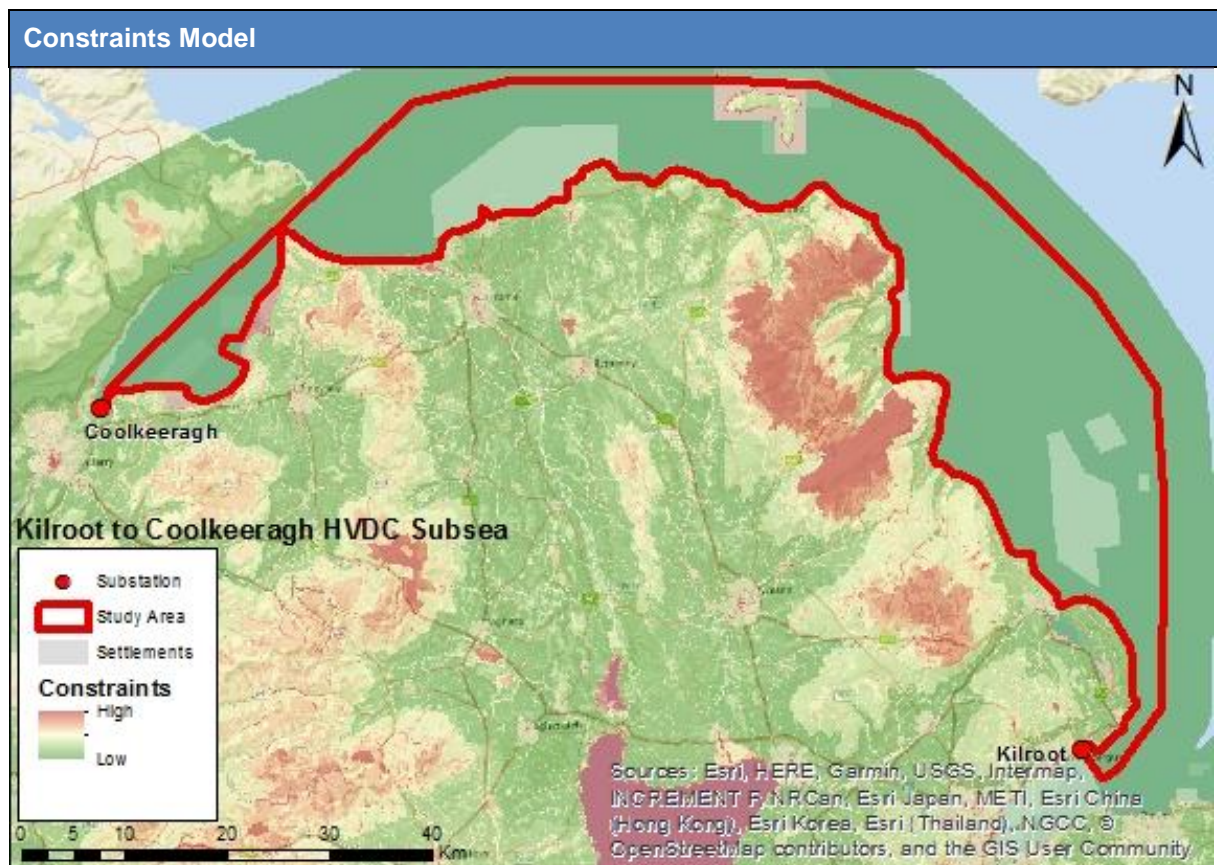 Constraints Model
N
Coolkeeragh
Kilroot to Coolkeeragh HVDC Subsea
Substation
Study Area
Settlements
Constraints
High
Low
0 5 10 20 30 40
Km
Kilroot
Sources: Esri, HERE, Garmin, USGS, Intermap,
INCREMENT P, NRCan, Esri Japan, METI, Esri China
(Hong Kong), Esri Korea, Esri (Thailand), NGCC, ©
OpenStreetMap contributors, and the GIS User Community